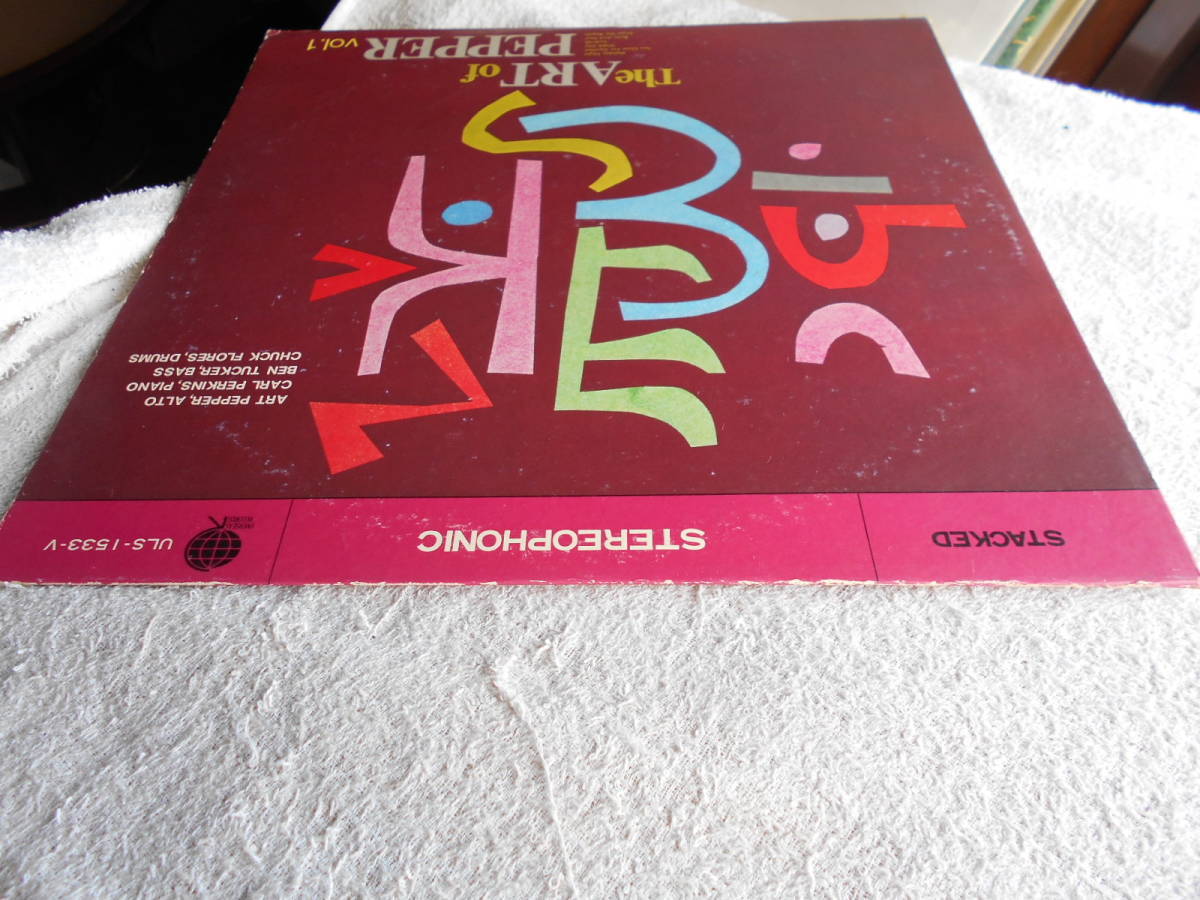 STACKED
STEREOPHONIC
ULS-1533-V
ART PEPPER, ALTO
CARL PERKINS, PIANO
BEN TUCKER, BASS
CHUCK FLORES, DRUMS
The ART of
PEPPER VOL.1